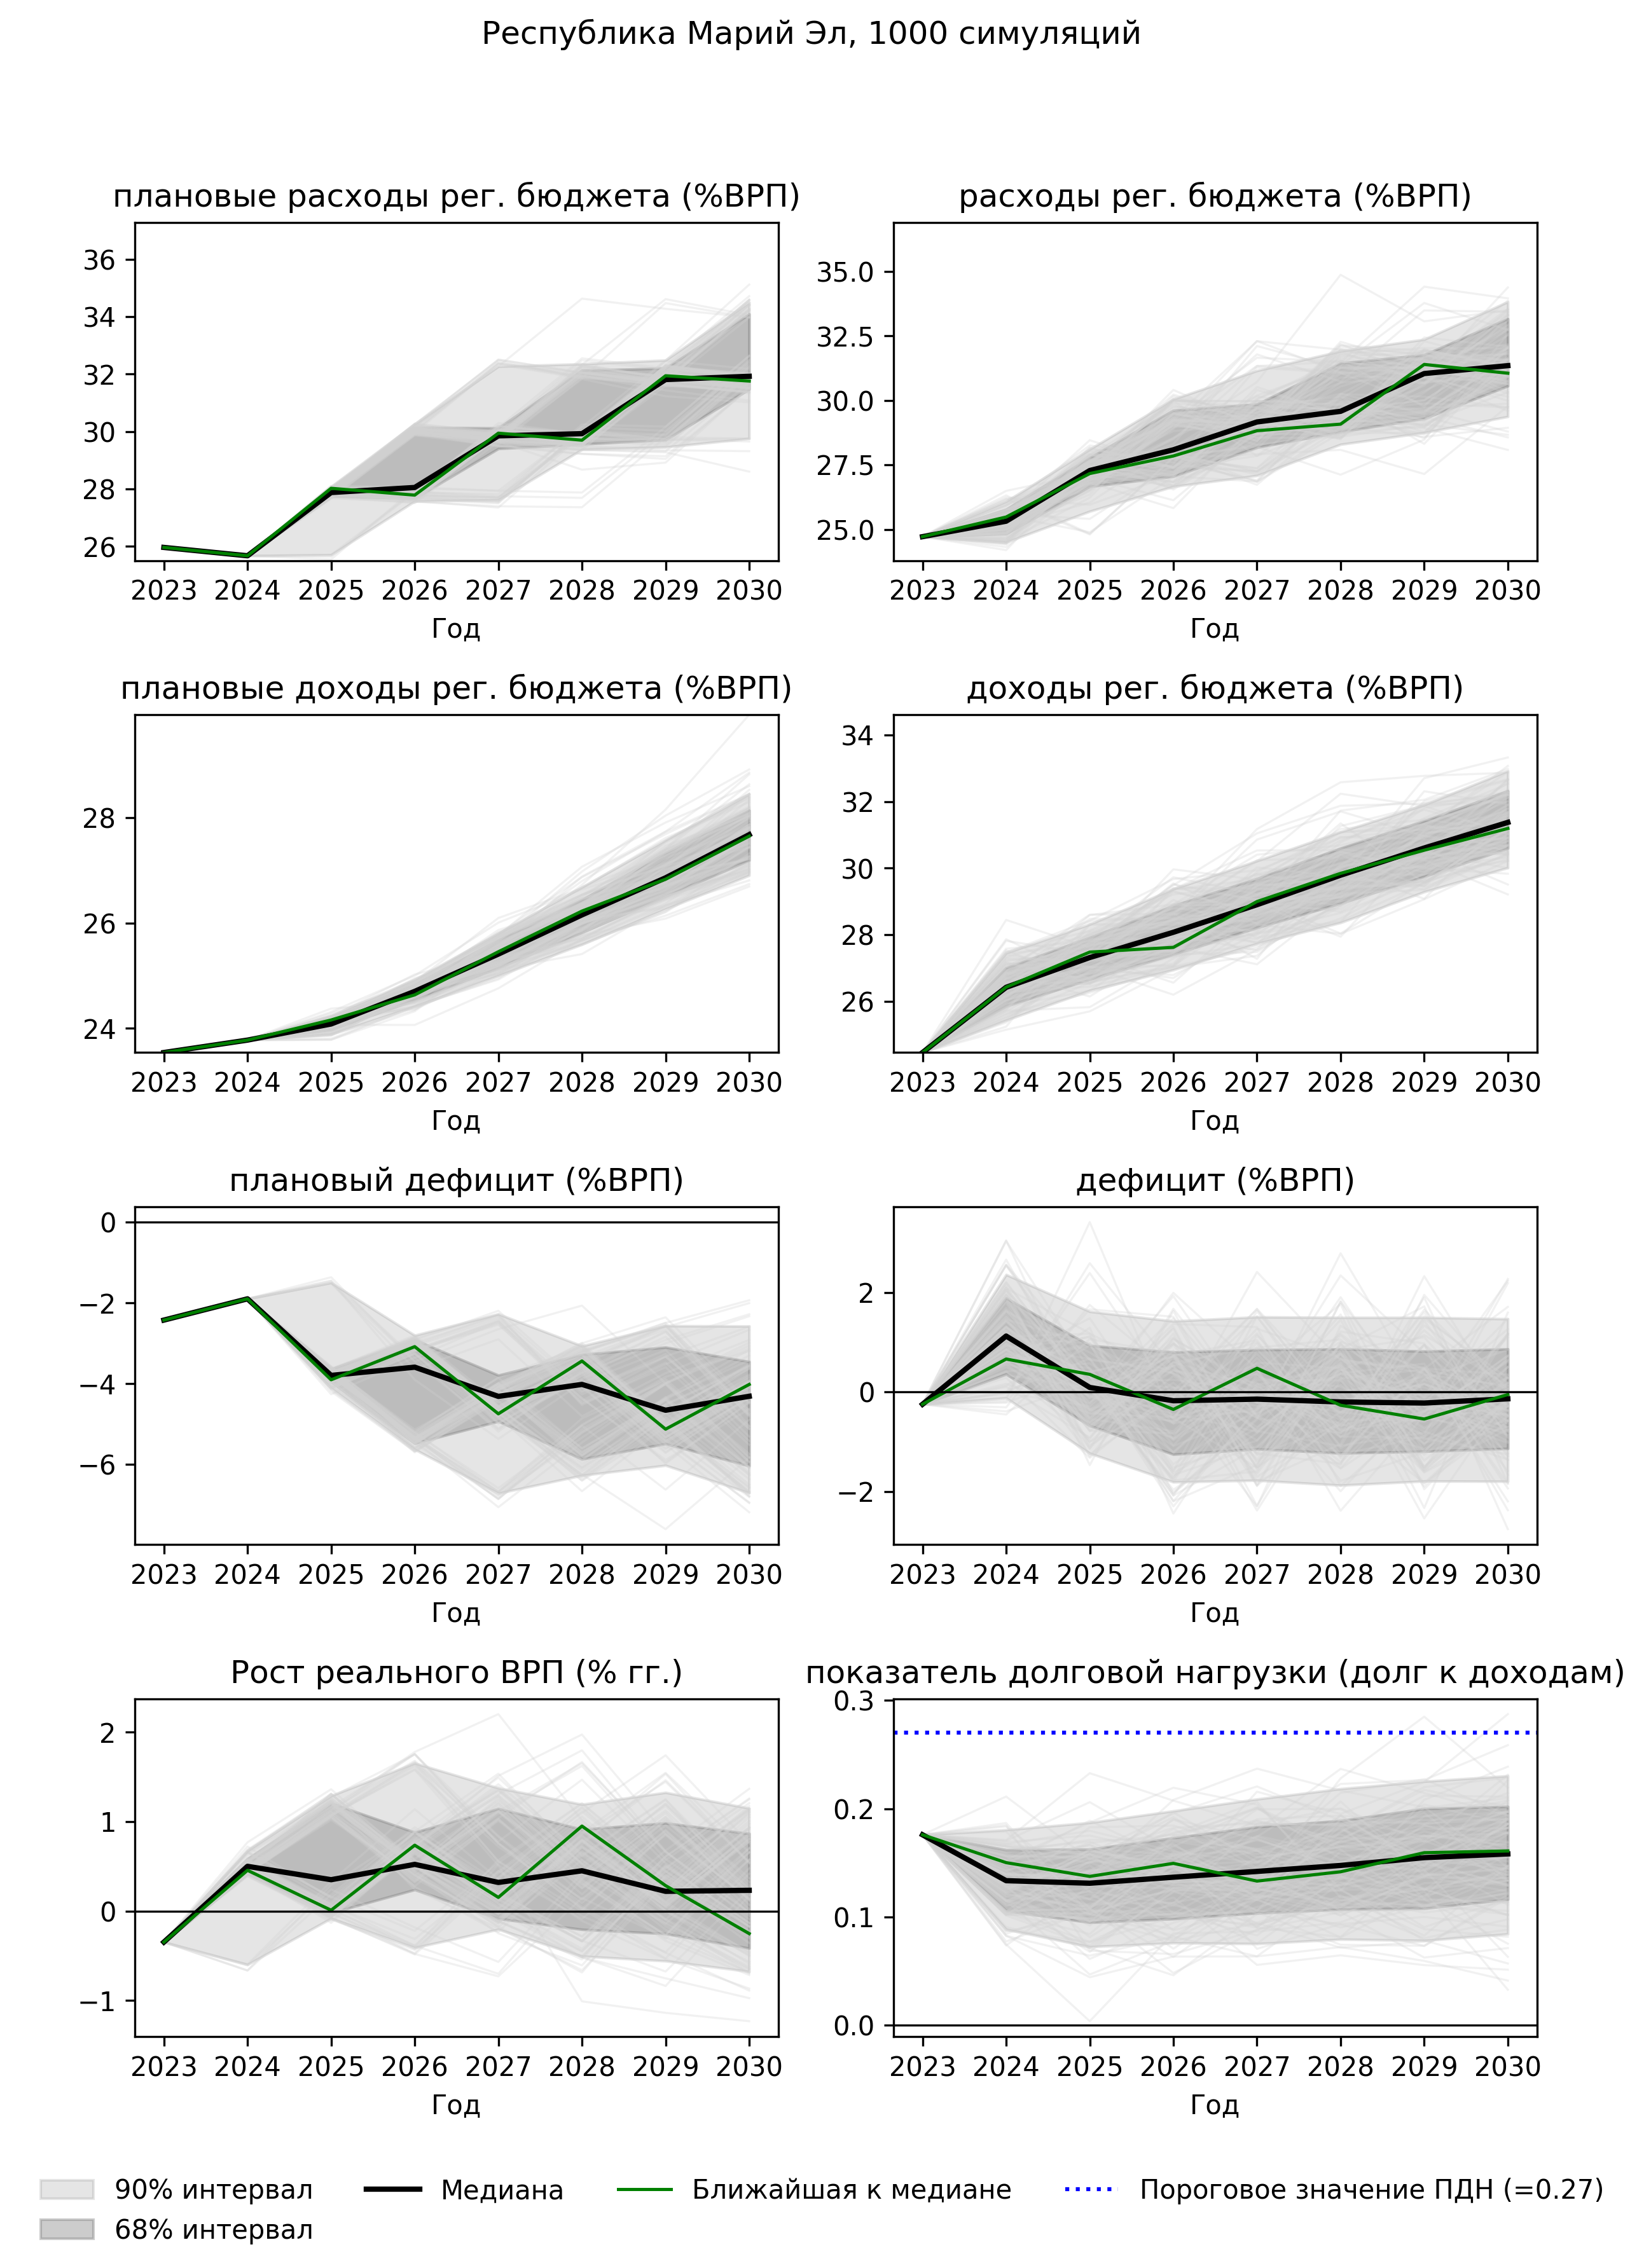 Республика Марий Эл, 1000 симуляций
плановые расходы рег. бюджета (%ВРП)
36
34
32
30
28
26
2023 2024 2025 2026 2027 2028 2029 2030
Год
расходы рег. бюджета (%ВРП)
35.0
32.5
30.0
27.5
25.0
2023 2024 2025 2026 2027 2028 2029 2030
Год
плановые доходы рег. бюджета (%ВРП)
28
26
24
2023 2024 2025 2026 2027 2028 2029 2030
Год
доходы рег. бюджета (%ВРП)
34
32
30
28
26
2023 2024 2025 2026 2027 2028 2029 2030
Год
плановый дефицит (%ВРП)
0
−2
−4
−6
2023 2024 2025 2026 2027 2028 2029 2030
Год
дефицит (%ВРП)
2
0
−2
2023 2024 2025 2026 2027 2028 2029 2030
Год
Рост реального ВРП (% гг.)
2
1
0
−1
2023 2024 2025 2026 2027 2028 2029 2030
Год
показатель долговой нагрузки (долг к доходам)
0.3
0.2
0.1
0.0
2023 2024 2025 2026 2027 2028 2029 2030
Год
90% интервал
68% интервал
Медиана
Ближайшая к медиане
Пороговое значение ПДН (=0.27)